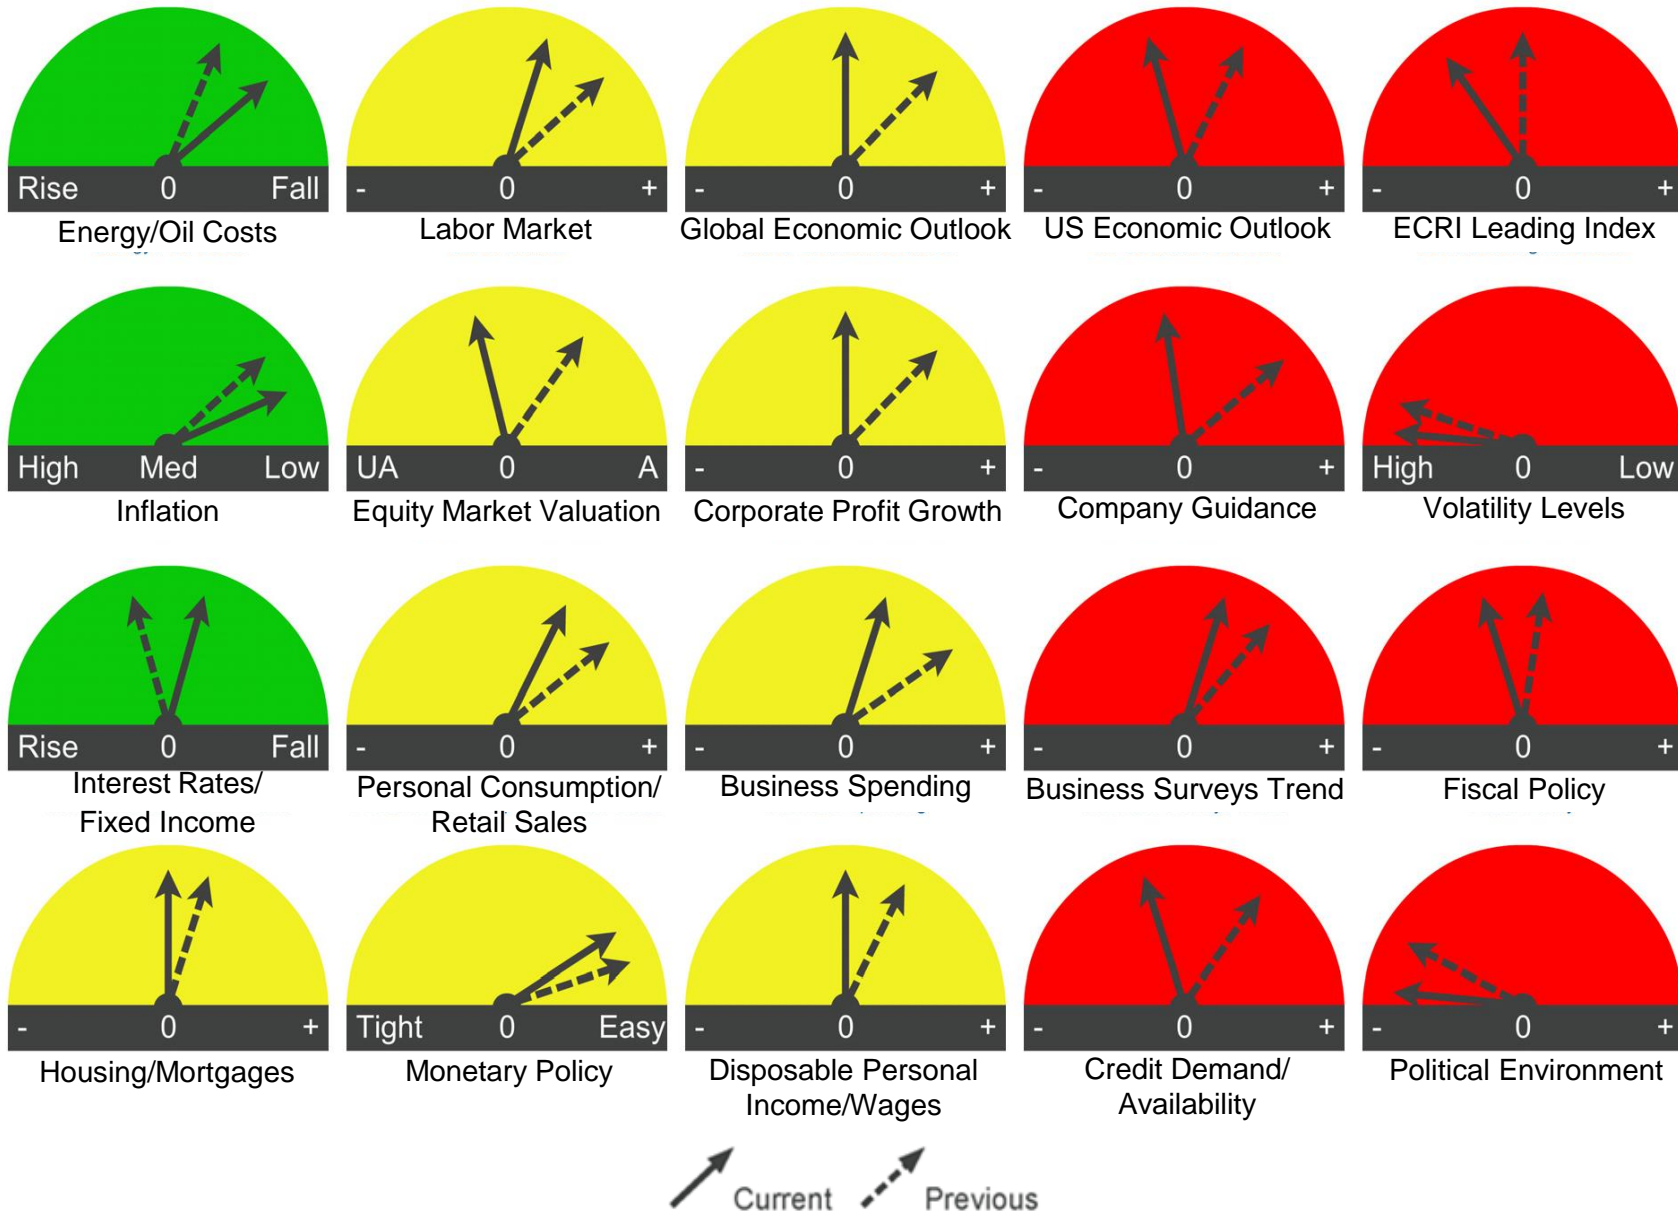 Rise 0 Fall
- 0 +
- 0 +
- 0 +
- 0 +
Energy/Oil Costs
Labor Market
Global Economic Outlook
US Economic Outlook
ECRI Leading Index
High Med Low
UA 0 A
- 0 +
- 0 +
High 0 Low
Inflation
Equity Market Valuation
Corporate Profit Growth
Company Guidance
Volatility Levels
Rise 0 Fall
- 0 +
- 0 +
- 0 +
- 0 +
Interest Rates/
Fixed Income
Personal Consumption/
Retail Sales
Business Spending
Business Surveys Trend
Fiscal Policy
- 0 +
Tight 0 Easy
- 0 +
- 0 +
- 0 +
Housing/Mortgages
Monetary Policy
Disposable Personal
Income/Wages
Credit Demand/
Availability
Political Environment
Current
Previous